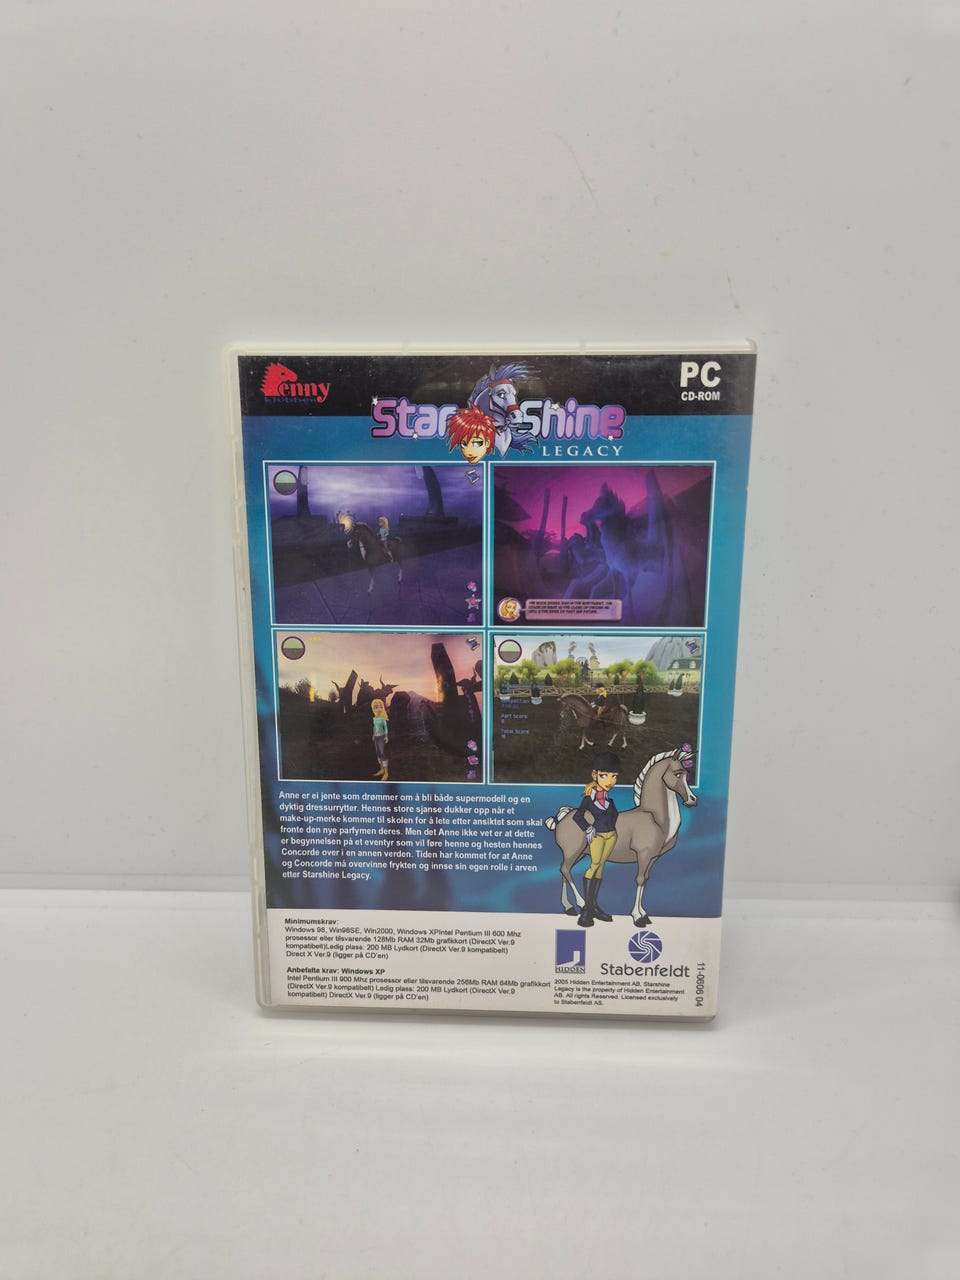 Penny
PC
CD-ROM
StarShine
LEGACY
Part Score
Total Score
Anne er ei jente som drømmer om å bli både supermodell og en
dyktig dressurrytter. Hennes store sjanse dukker opp når et
make-up-merke kommer til skolen for å lete etter ansiktet som skal
fronte den nye parfymen deres. Men det Anne ikke vet er at dette
er begynnelsen på et eventyr som vil føre henne og hesten hennes
Concorde over i en annen verden. Tiden har kommet for at Anne
og Concorde må overvinne frykten og innse sin egen rolle i arven
etter Starshine Legacy.
Minimumskrav:
Windows 98, Win98SE, Win2000, Windows XPIntel Pentium III 600 Mhz
prosessor eller tilsvarende 128Mb RAM 32Mb grafikkort (DirectX Ver.9
kompatibelt)Ledig plass: 200 MB Lydkort (DirectX Ver.9 kompatibelt)
Direct X Ver.9 (ligger på CD'en)
Anbefalte krav: Windows XP
Intel Pentium III 900 Mhz prosessor eller tilsvarende 256Mb RAM 64Mb grafikkort
(DirectX Ver.9 kompatibelt) Ledig plass: 200 MB Lydkort (DirectX Ver.9
kompatibelt) DirectX Ver.9 (ligger på CD'en)
HIDDEN
Stabenfeldt
2005 Hidden Entertainment AB, Starshine
Legacy is the property of Hidden Entertainment
AB. All rights Reserved. Licensed exclusively
to Stabenfeldt AS.
11-0606 04